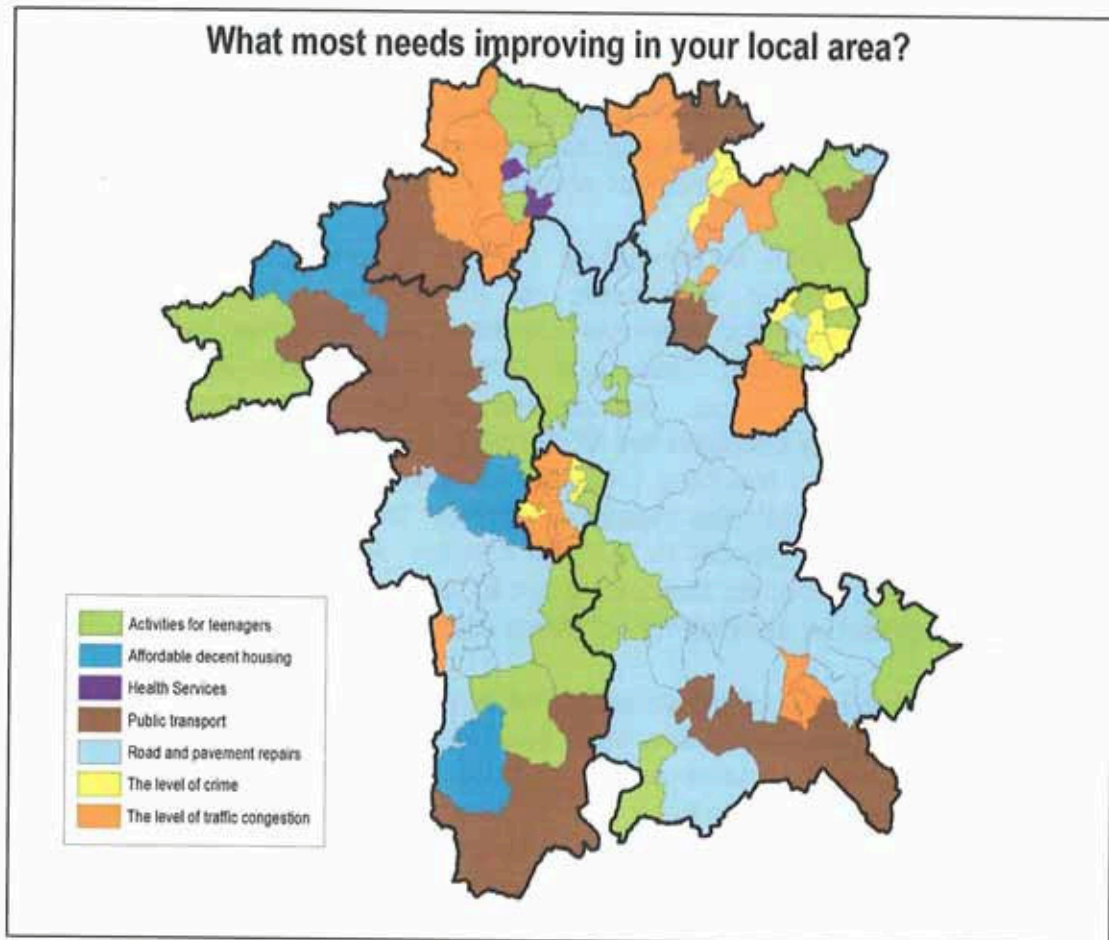 What most needs improving in your local area?
Activities for teenagers
Affordable decent housing
Health Services
Public transport
Road and pavement repairs
The level of crime
The level of traffic congestion